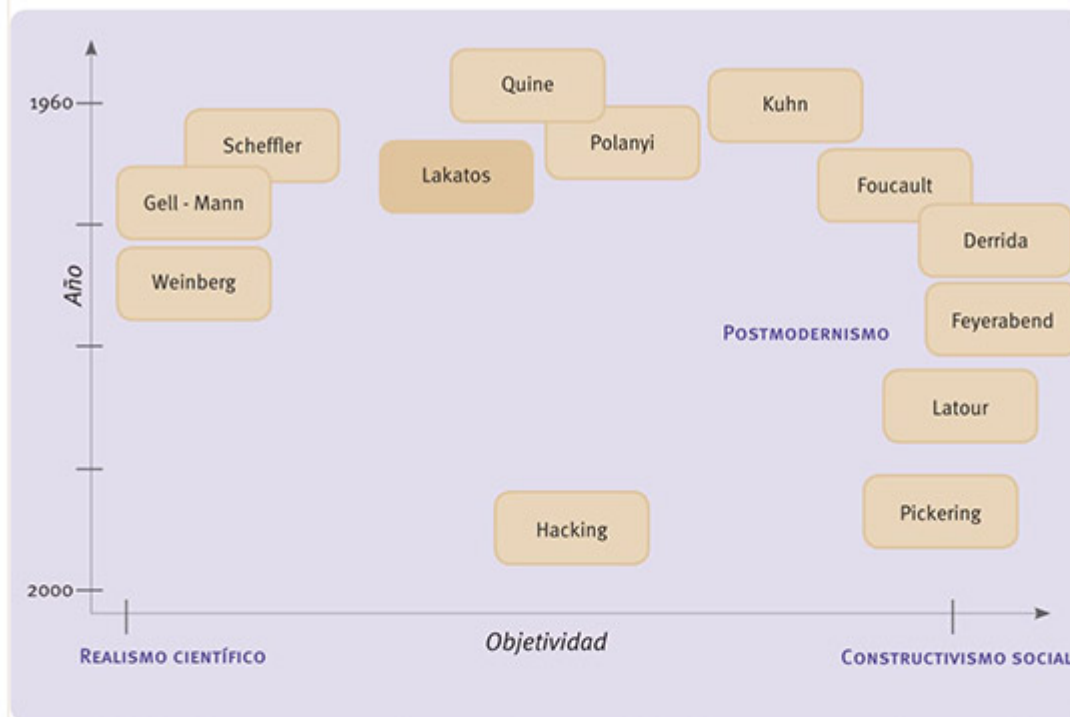 Quine
1960
Kuhn
Scheffler
Polanyi
Lakatos
Foucault
Gell - Mann
Derrida
Weinberg
Año
Feyerabend
Postmodernismo
Latour
Pickering
Hacking
2000
Objetividad
Realismo científico
Constructivismo social